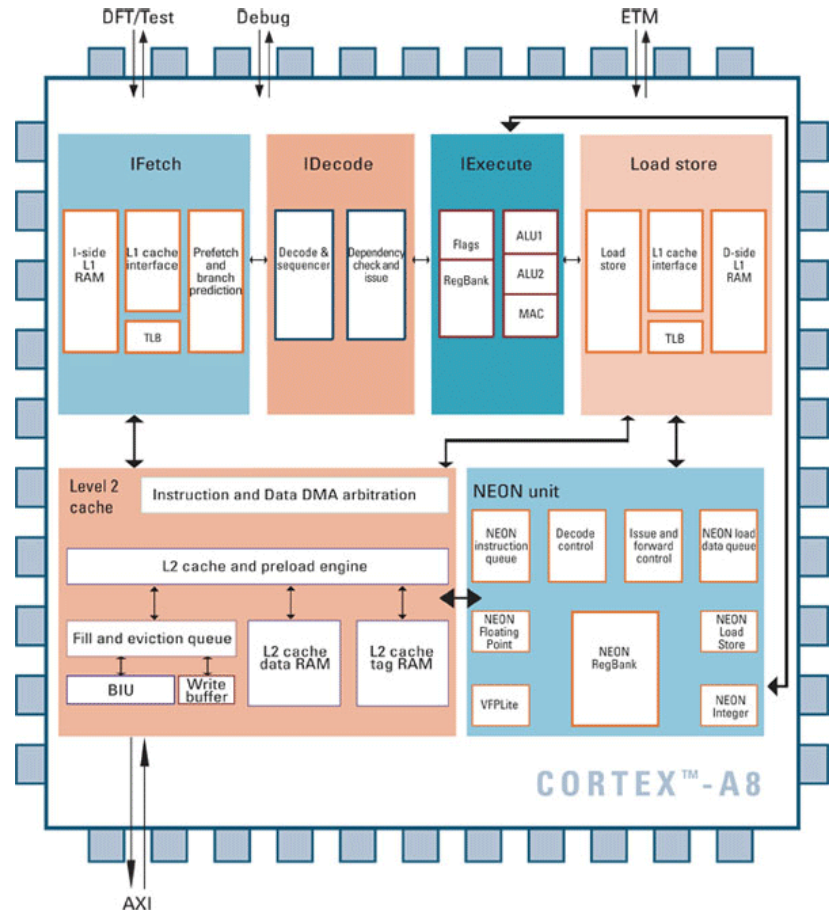 DFT/Test
Debug
ETM
IFetch
IDecode
IExecute
Load store
I-side
L1
RAM
L1 cache
interface
TLB
Prefetch
and
branch
prediction
Decode &
sequencer
Dependency
check and
issue
Flags
RegBank
ALU1
ALU2
MAC
Load
store
L1 cache
interface
TLB
D-side
L1
RAM
Level 2
cache
Instruction and Data DMA arbitration
L2 cache and preload engine
Fill and eviction queue
BIU
Write
buffer
L2 cache
data RAM
L2 cache
tag RAM
NEON unit
NEON
instruction
queue
Decode
control
Issue and
forward
control
NEON load
data queue
NEON
Floating
Point
NEON
RegBank
NEON
Load
Store
VFPLite
NEON
Integer
CORTEX™-A8
AXI